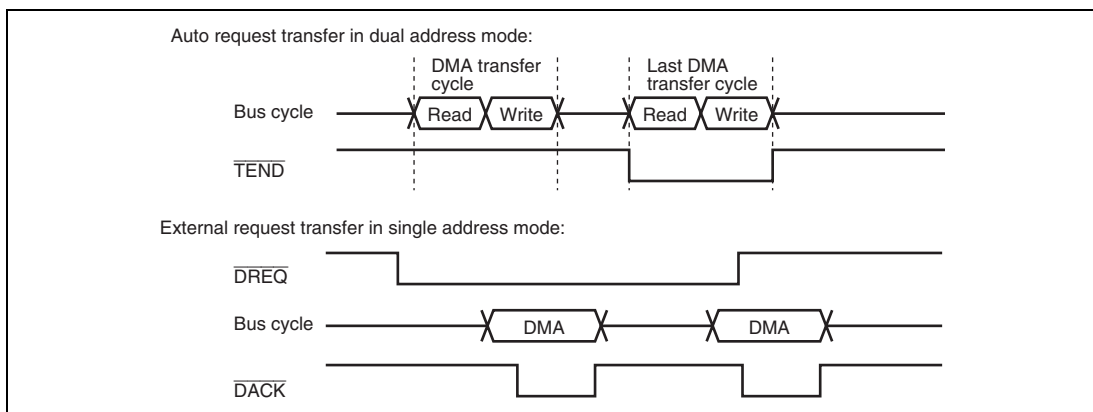 Auto request transfer in dual address mode:
DMA transfer
cycle
Last DMA
transfer cycle
Bus cycle
Read
Write
Read
Write
TEND
External request transfer in single address mode:
DREQ
Bus cycle
DMA
DMA
DACK